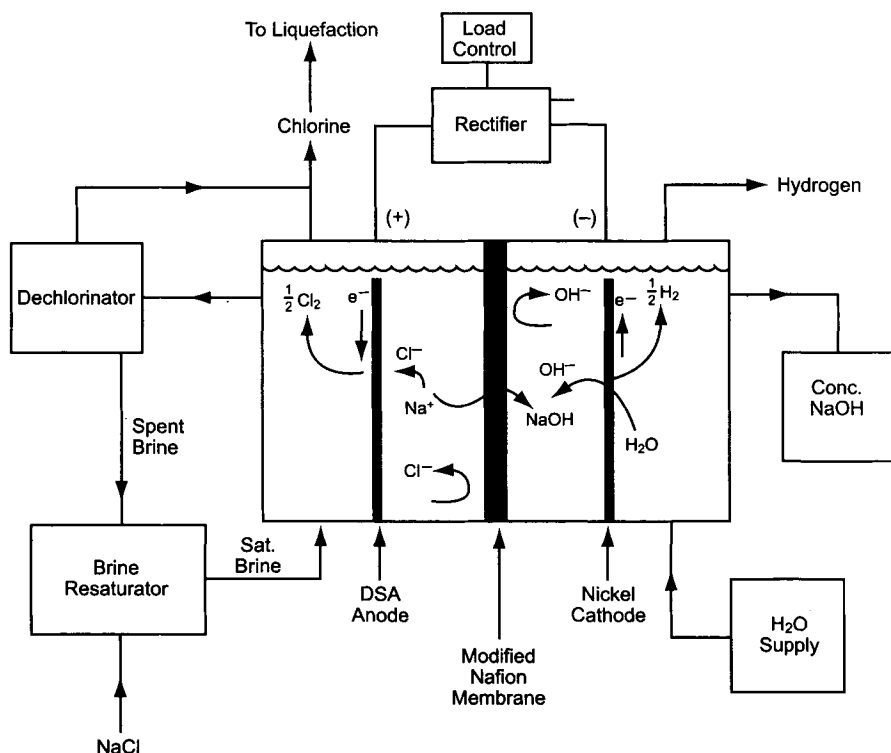 To Liquefaction
Load
Control
Chlorine
Rectifier
Hydrogen
(+)
(−)
Dechlorinator
½ Cl₂
e⁻
OH⁻
e⁻
½ H₂
Cl⁻
OH⁻
Na⁺
NaOH
H₂O
Conc.
NaOH
Spent
Brine
Cl⁻
Brine
Resaturator
Sat.
Brine
DSA
Anode
Modified
Nafion
Membrane
Nickel
Cathode
H₂O
Supply
NaCl